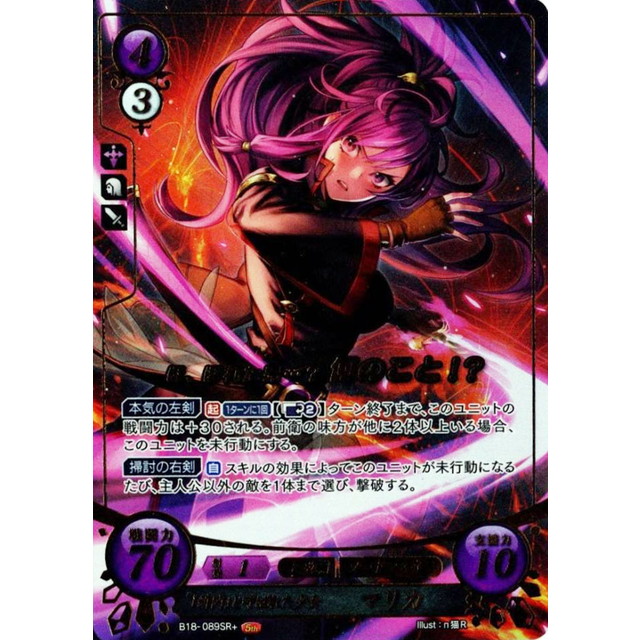 4
3
のこと!?
本気の左剣 起 1ターンに1回【2】ターン終了まで、このユニットの
戦闘力は+30される。前衛の味方が他に2体以上いる場合、
このユニットを未行動にする。
掃討の右剣 自 スキルの効果によってこのユニットが未行動になる
たび、主人公以外の敵を1体まで選び、撃破する。
戦闘力
70
1
支援力
10
マリカ
B18-089SR+ 5th
Illust:n猫R